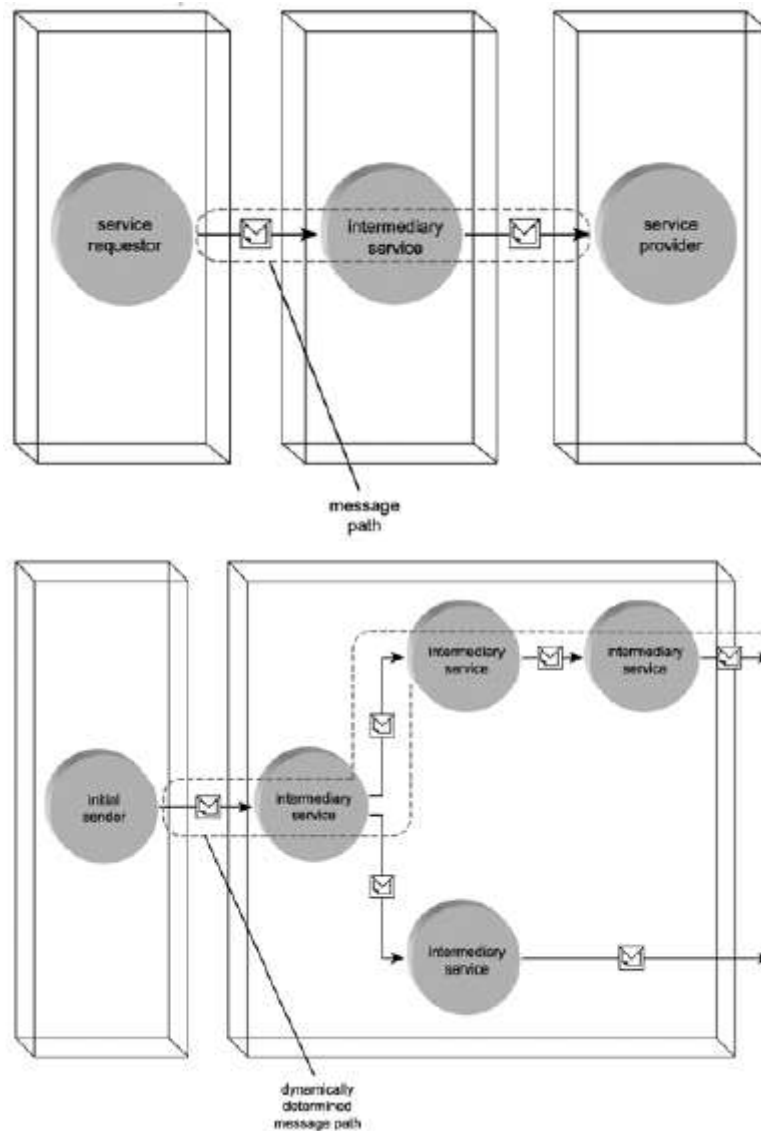 service
requestor
intermediary
service
service
provider
message
path
intermediary
service
intermediary
service
initial
sender
intermediary
service
intermediary
service
dynamically
determined
message path